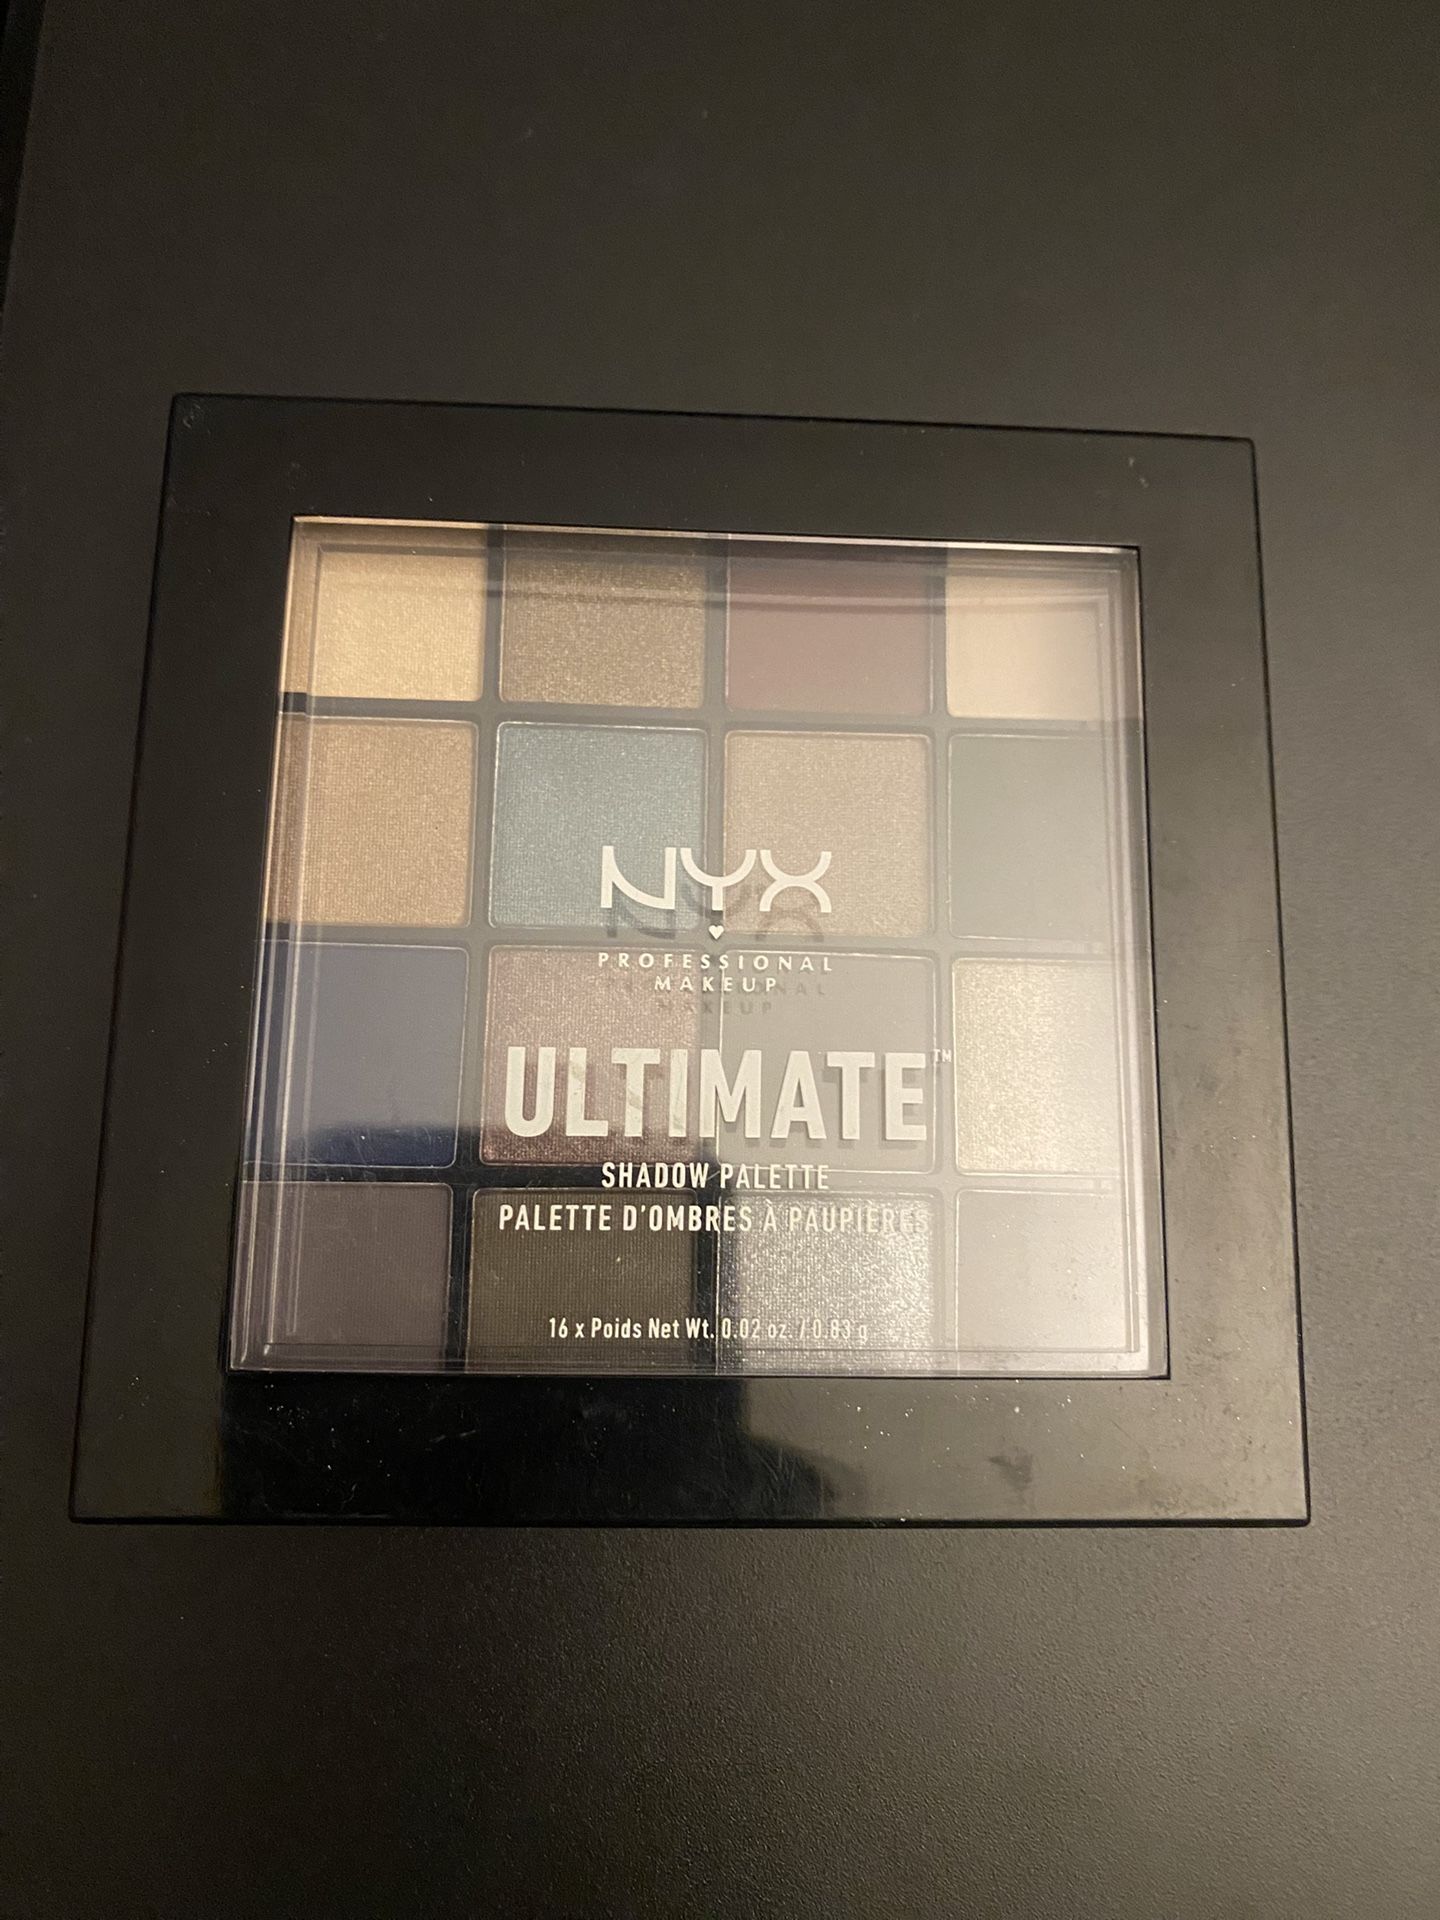 NYX
PROFESSIONAL
MAKEUP
ULTIMATE™
SHADOW PALETTE
PALETTE D'OMBRES À PAUPIÈRES
16 x Poids Net Wt. 0.02 oz. / 0.83 g